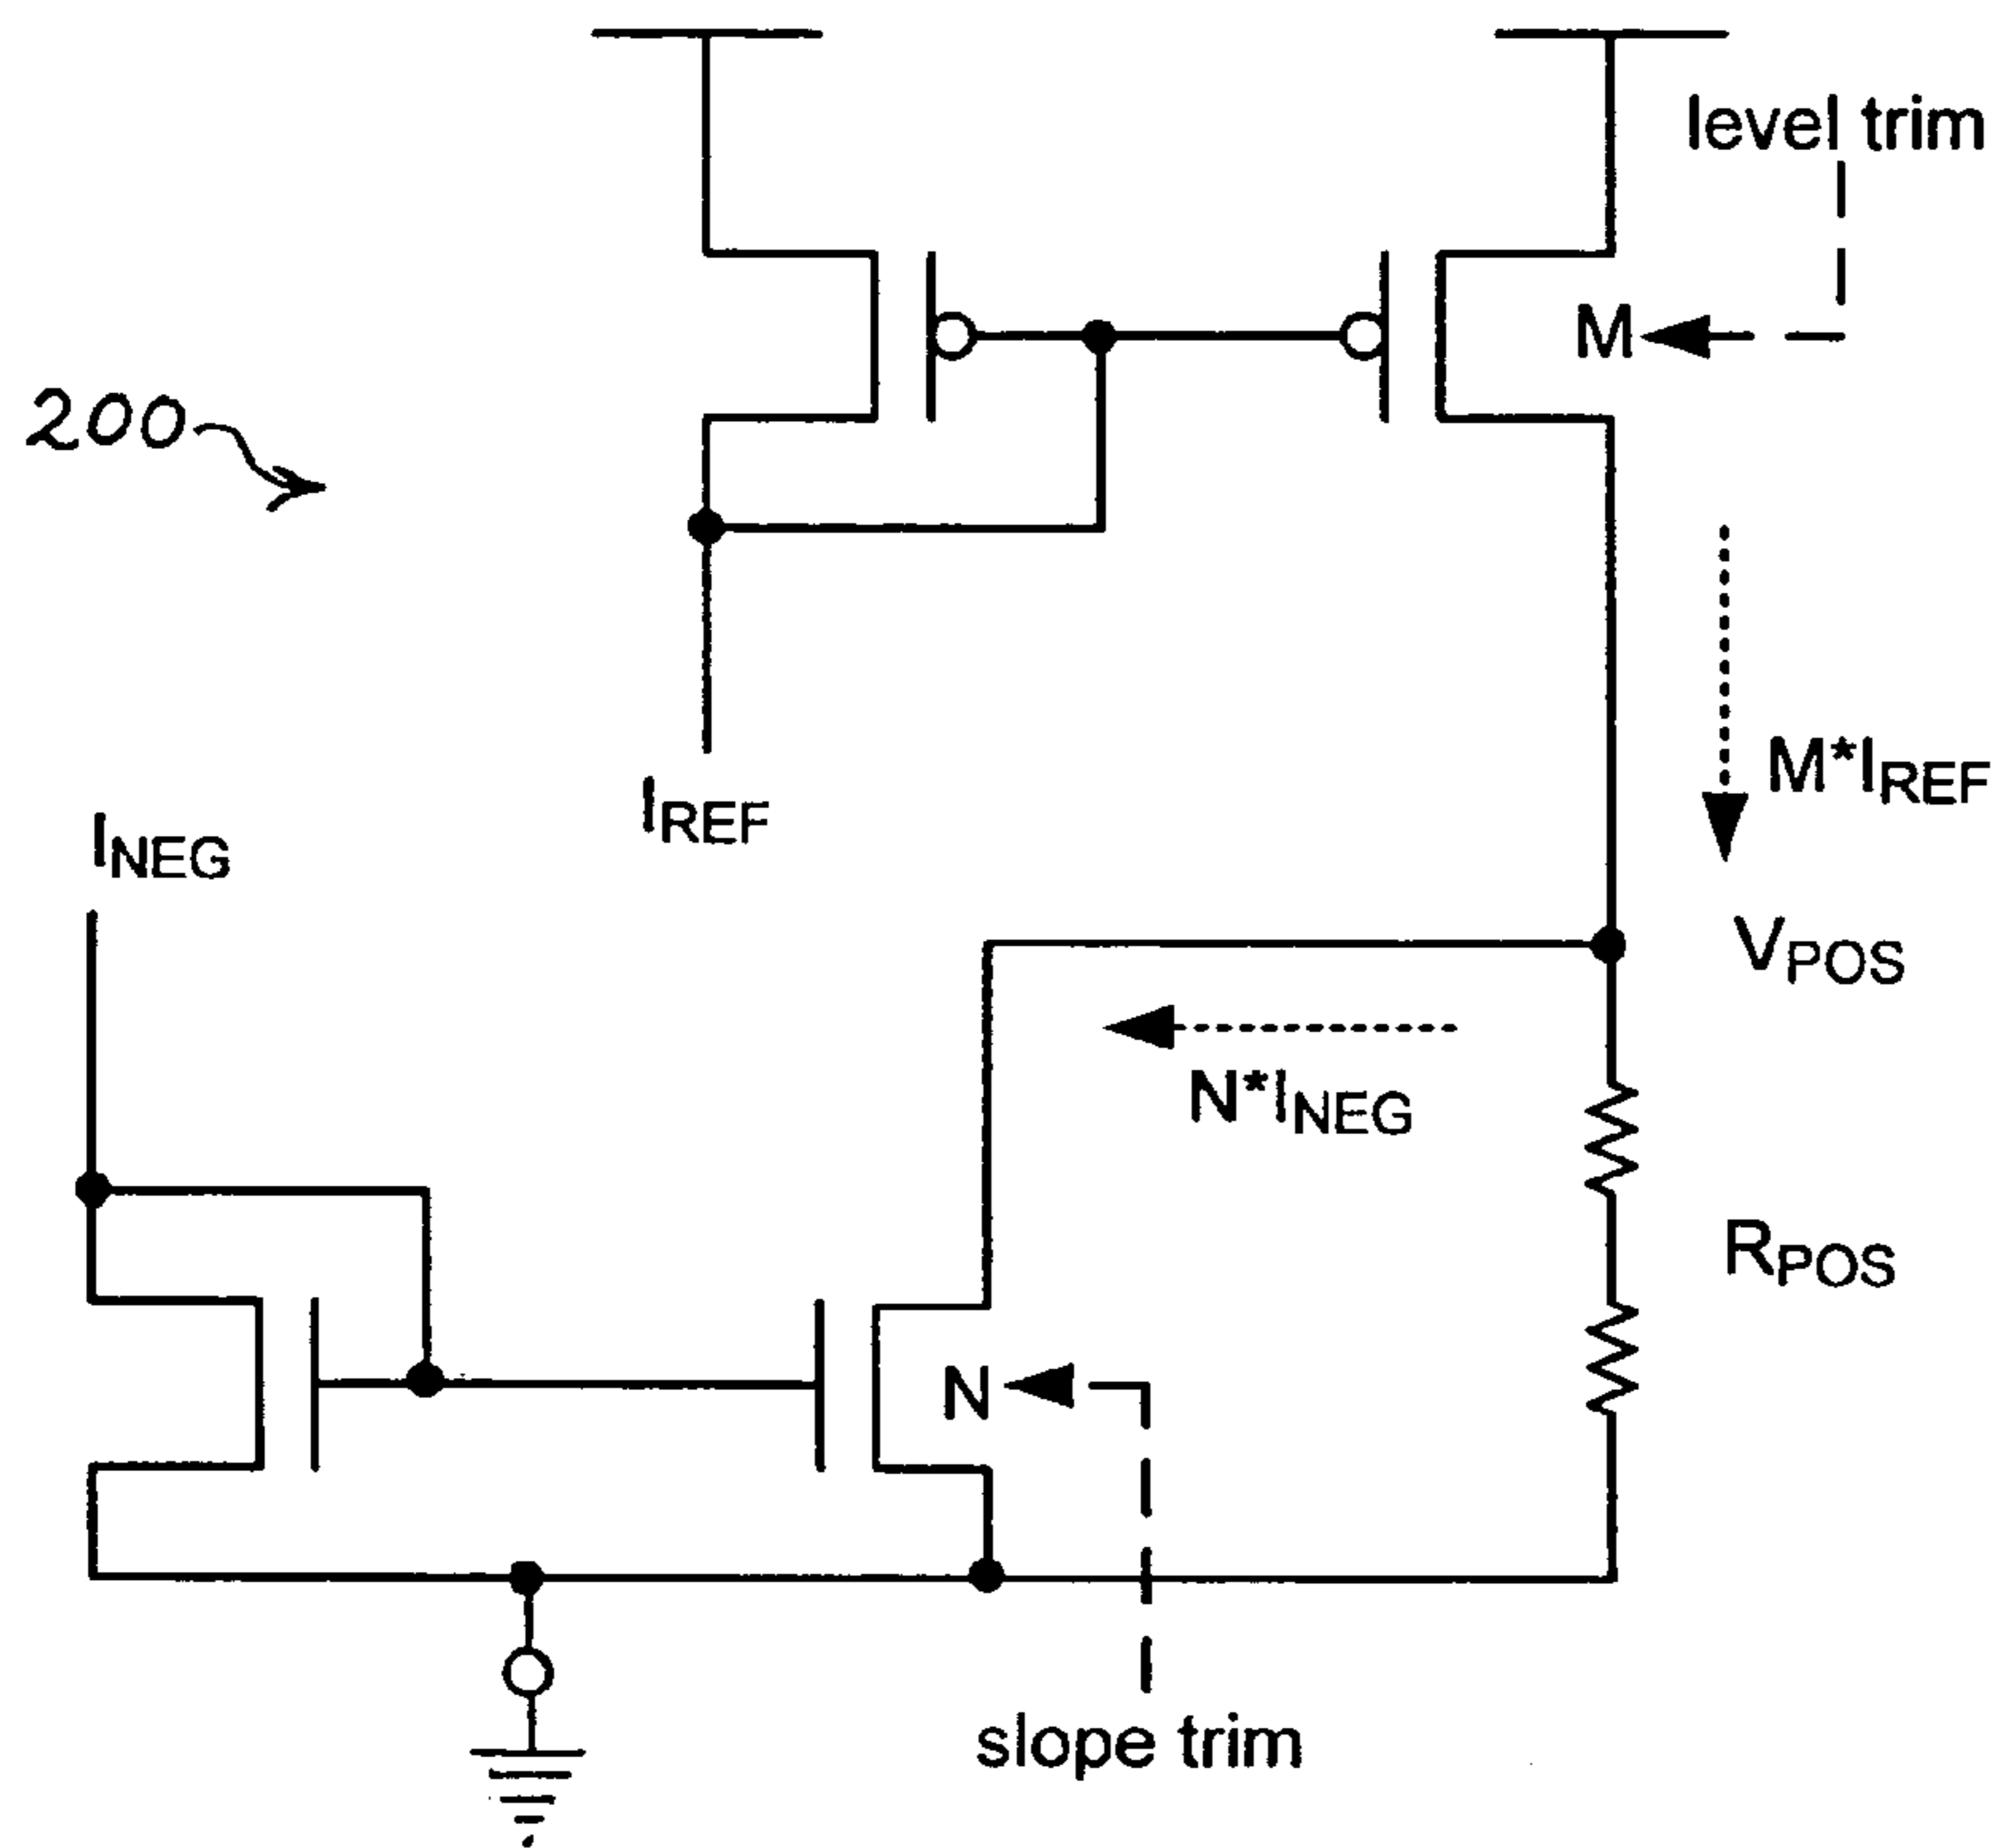 level trim
M
200
M*IREF
IREF
INEG
VPOS
N*INEG
RPOS
N
slope trim